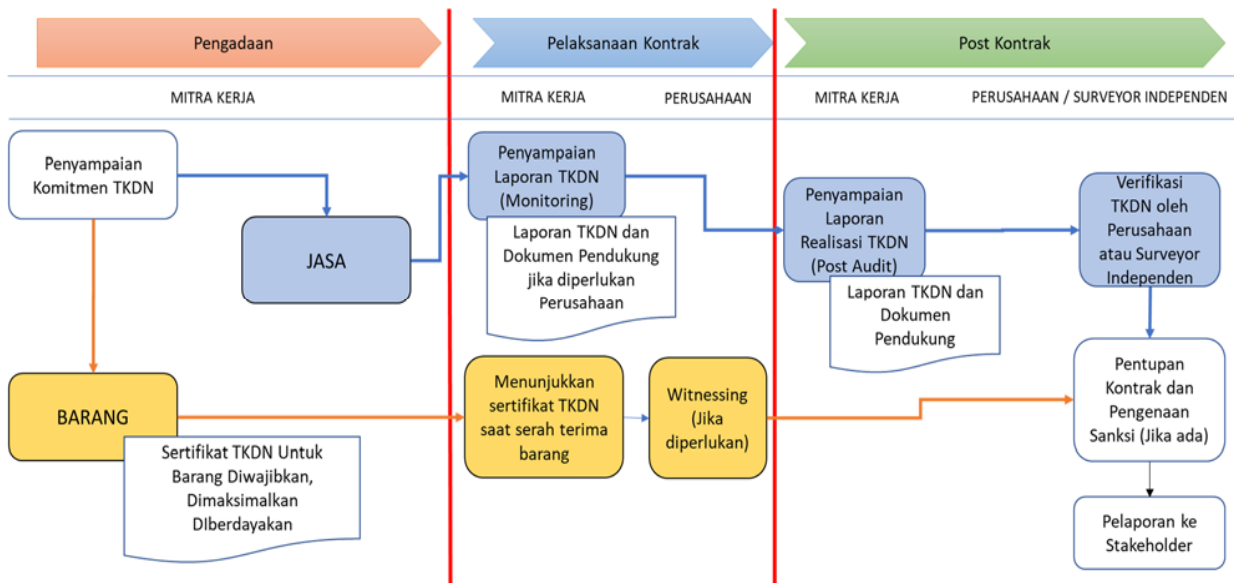 Pengadaan
Pelaksanaan Kontrak
Post Kontrak
MITRA KERJA
MITRA KERJA
PERUSAHAAN
MITRA KERJA
PERUSAHAAN / SURVEYOR INDEPENDEN
Penyampaian
Komitmen TKDN
JASA
BARANG
Sertifikat TKDN Untuk
Barang Diwajibkan,
Dimaksimalkan
DIberdayakan
Penyampaian
Laporan TKDN
(Monitoring)
Laporan TKDN dan
Dokumen Pendukung
jika diperlukan
Perusahaan
Menunjukkan
sertifikat TKDN
saat serah terima
barang
Witnessing
(Jika
diperlukan)
Penyampaian
Laporan
Realisasi TKDN
(Post Audit)
Laporan TKDN dan
Dokumen
Pendukung
Verifikasi
TKDN oleh
Perusahaan
atau Surveyor
Independen
Pentupan
Kontrak dan
Pengenaan
Sanksi (Jika ada)
Pelaporan ke
Stakeholder